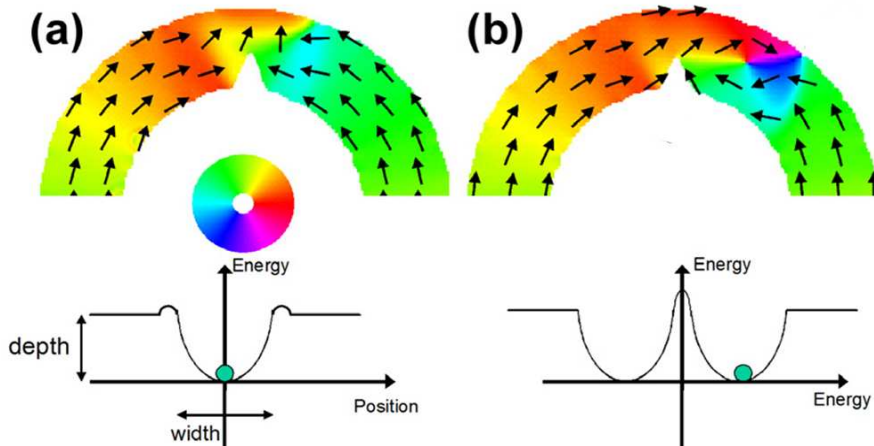 (a)
(b)
Energy
Energy
depth
Position
width
Energy